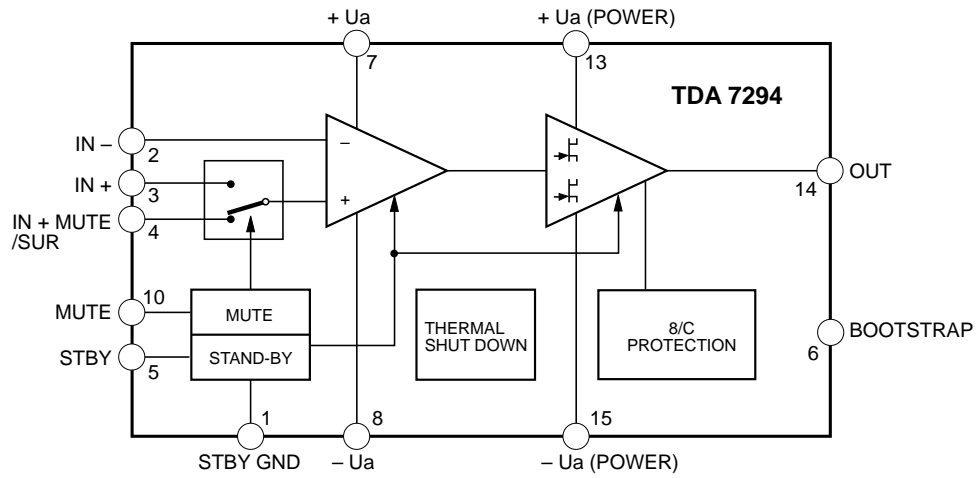 + Ua
+ Ua (POWER)
7
13
TDA 7294
IN –
2
–
IN +
3
+
14
OUT
IN + MUTE
/SUR
4
10
MUTE
MUTE
THERMAL
SHUT DOWN
8/C
PROTECTION
BOOTSTRAP
6
STBY
5
STAND-BY
1
8
15
STBY GND
– Ua
– Ua (POWER)